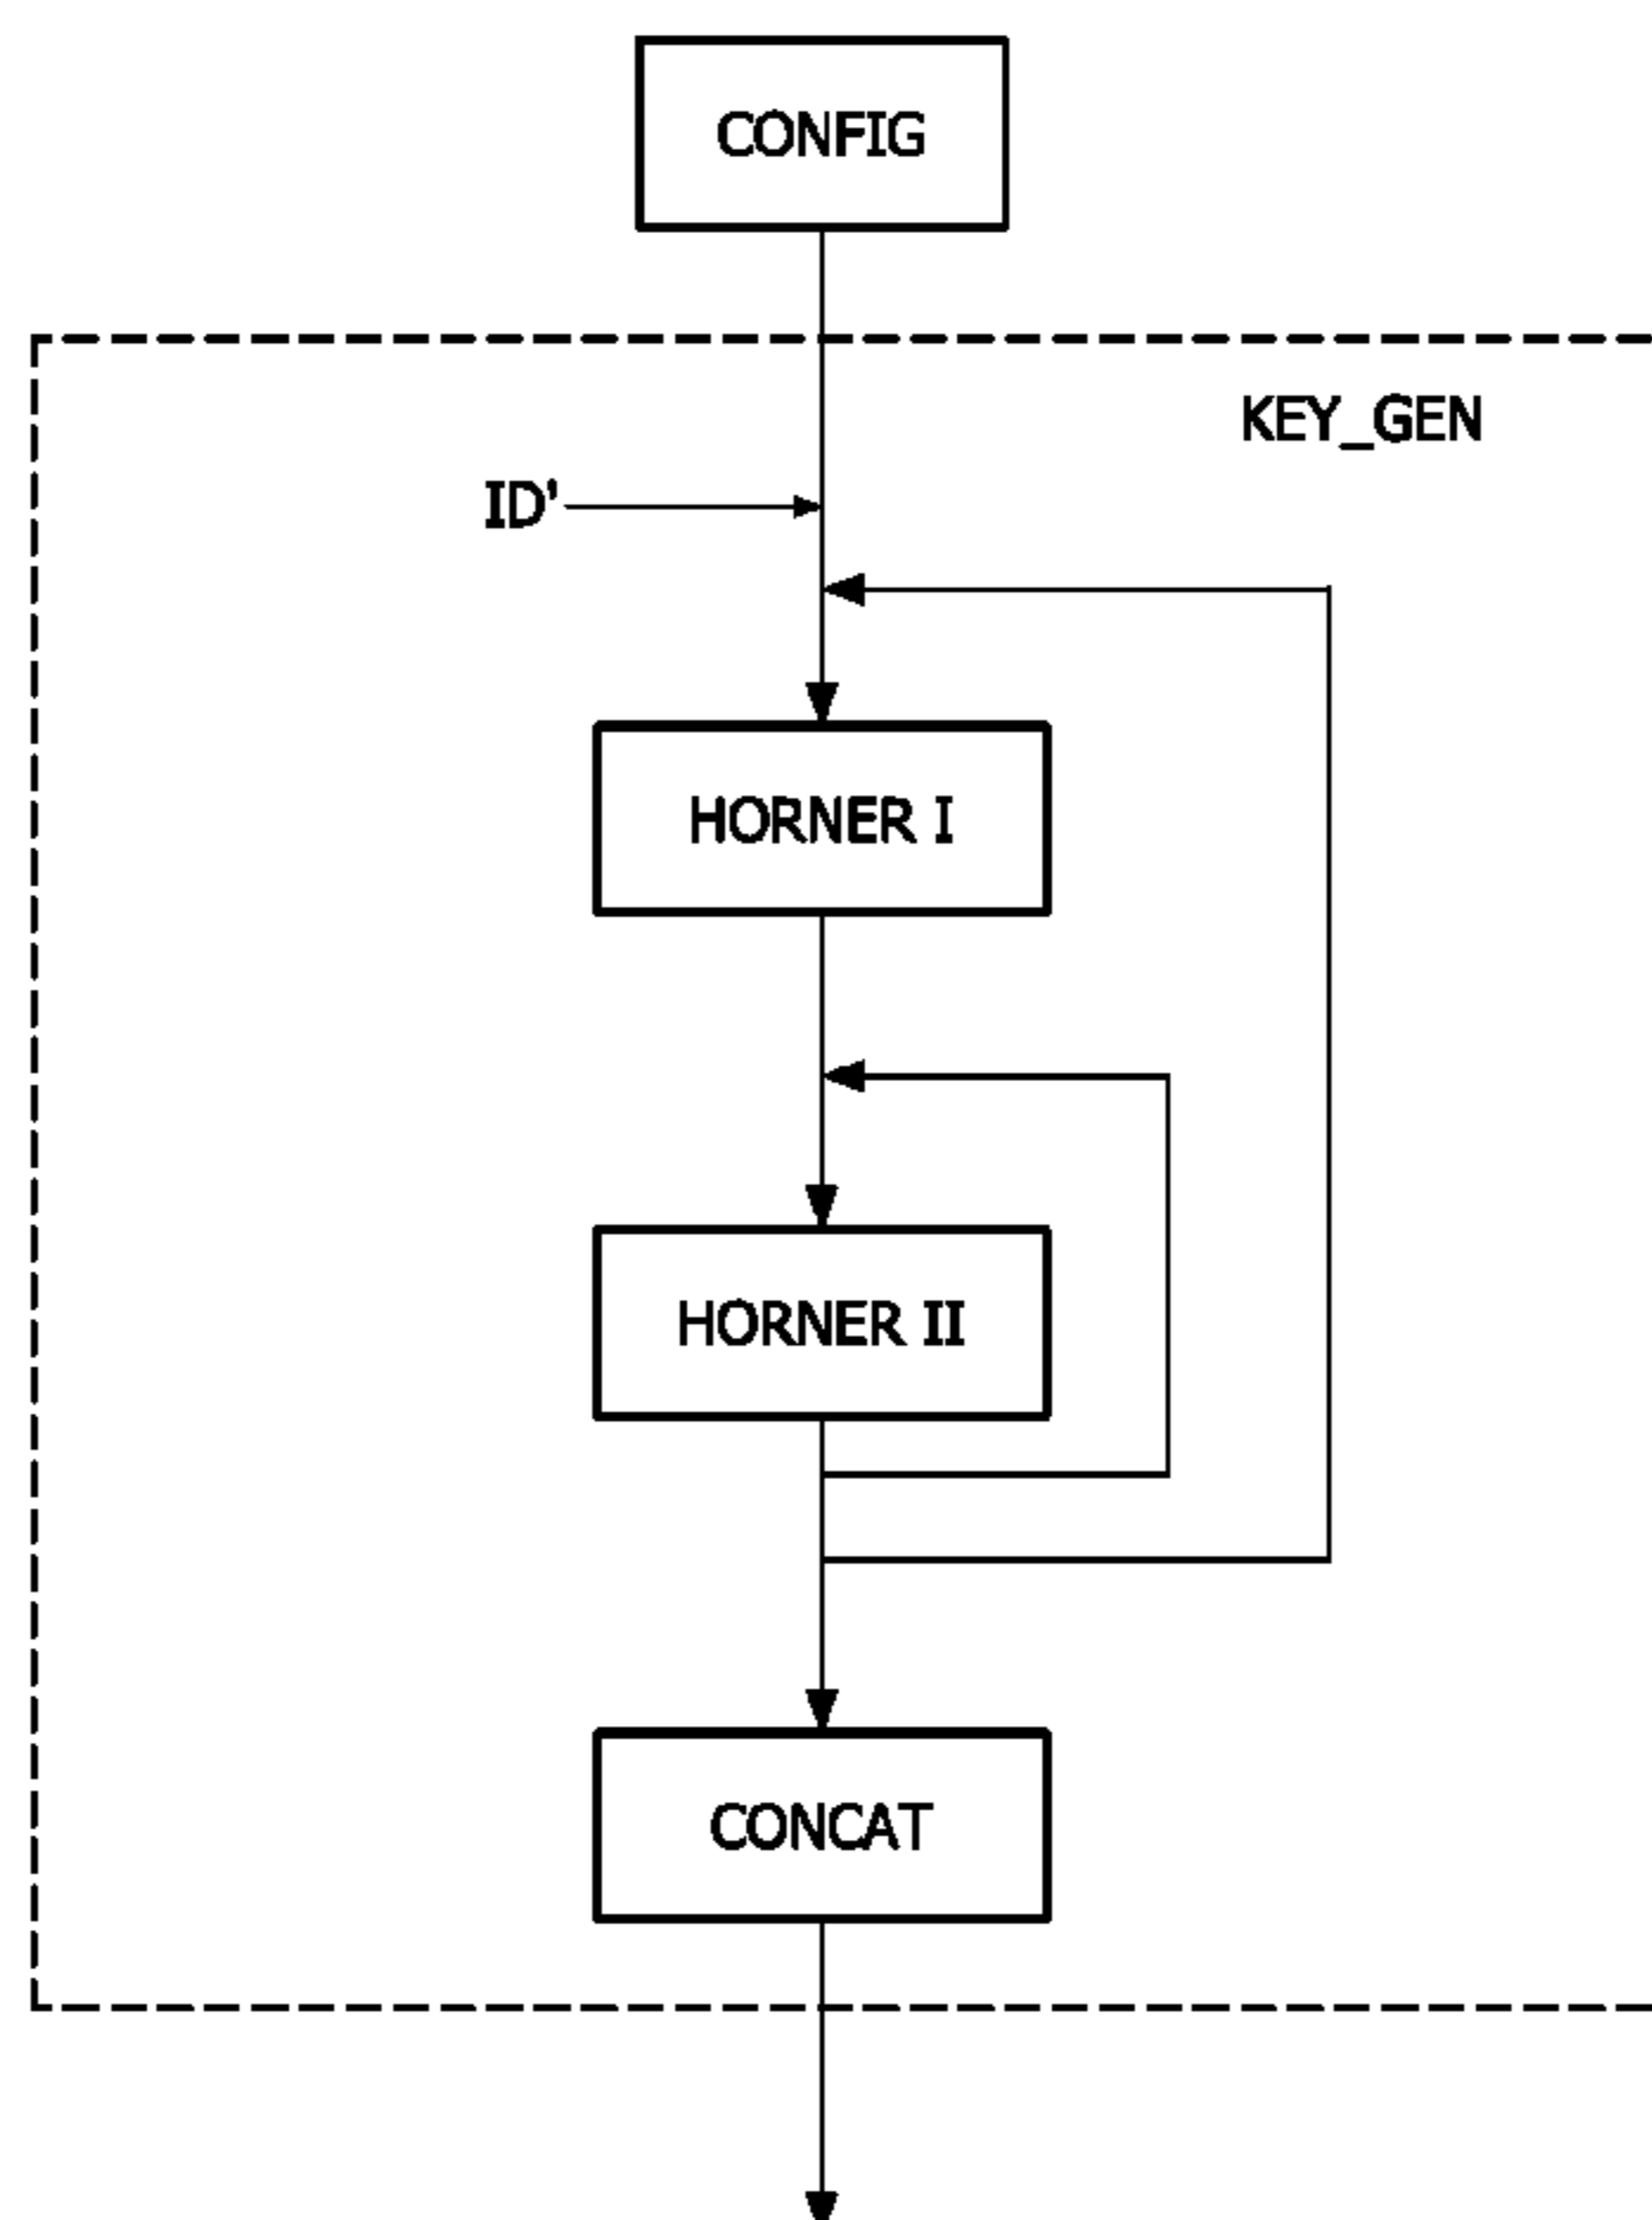 CONFIG
KEY_GEN
ID'
HORNER I
HORNER II
CONCAT